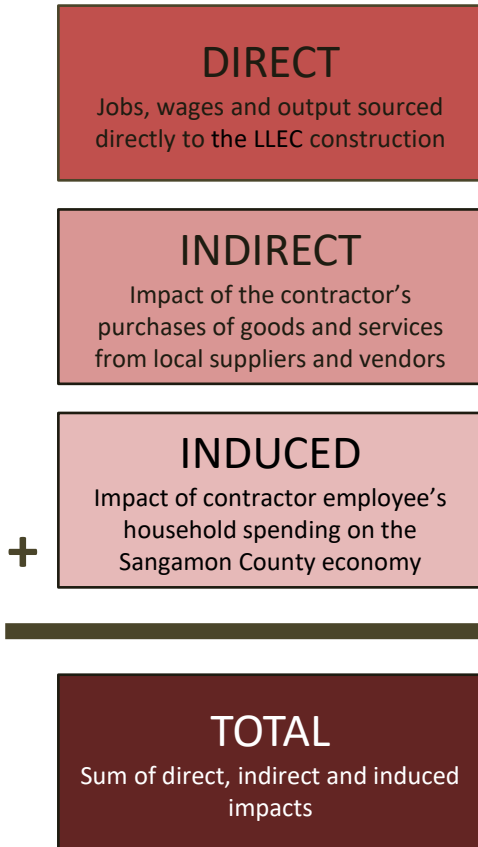 DIRECT
Jobs, wages and output sourced
directly to the LLEC construction
INDIRECT
Impact of the contractor’s
purchases of goods and services
from local suppliers and vendors
INDUCED
Impact of contractor employee’s
household spending on the
Sangamon County economy
+
TOTAL
Sum of direct, indirect and induced
impacts